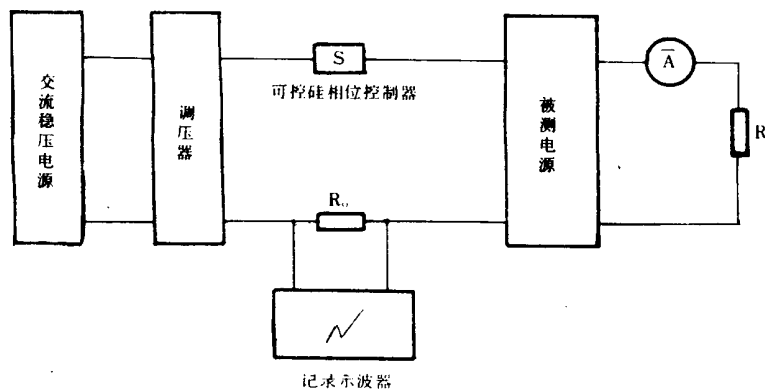 交流稳压电源
调压器
S
可控硅相位控制器
被测电源
A
R
R₀
记录示波器